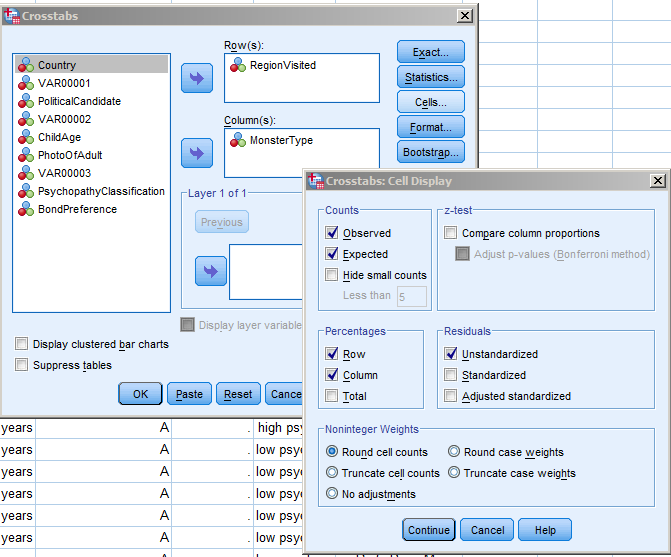 Crosstabs
Row(s):
Country
VAR00001
PoliticalCandidate
VAR00002
ChildAge
PhotoOfAdult
VAR00003
PsychopathyClassification
BondPreference
RegionVisited
Column(s):
MonsterType
Exact...
Statistics...
Cells...
Format...
Bootstrap...
Layer 1 of 1
Previous
Display layer variable
Display clustered bar charts
Suppress tables
OK
Paste
Reset
Cance
Crosstabs: Cell Display
Counts
Observed
Expected
Hide small counts
Less than 5
z-test
Compare column proportions
Adjust p-values (Bonferroni method)
Percentages
Row
Column
Total
Residuals
Unstandardized
Standardized
Adjusted standardized
Noninteger Weights
Round cell counts
Round case weights
Truncate cell counts
Truncate case weights
No adjustments
Continue
Cancel
Help
years A . high psy
years A . low psyc
years A . low psyc
years A . low psyc
years A . low psyc
years A . low psyc